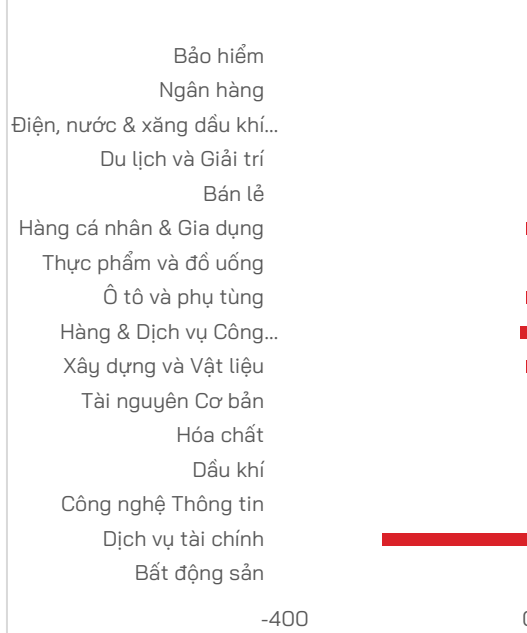 Bảo hiểm
Ngân hàng
Điện, nước & xăng dầu khí...
Du lịch và Giải trí
Bán lẻ
Hàng cá nhân & Gia dụng
Thực phẩm và đồ uống
Ô tô và phụ tùng
Hàng & Dịch vụ Công...
Xây dựng và Vật liệu
Tài nguyên Cơ bản
Hóa chất
Dầu khí
Công nghệ Thông tin
Dịch vụ tài chính
Bất động sản
-400